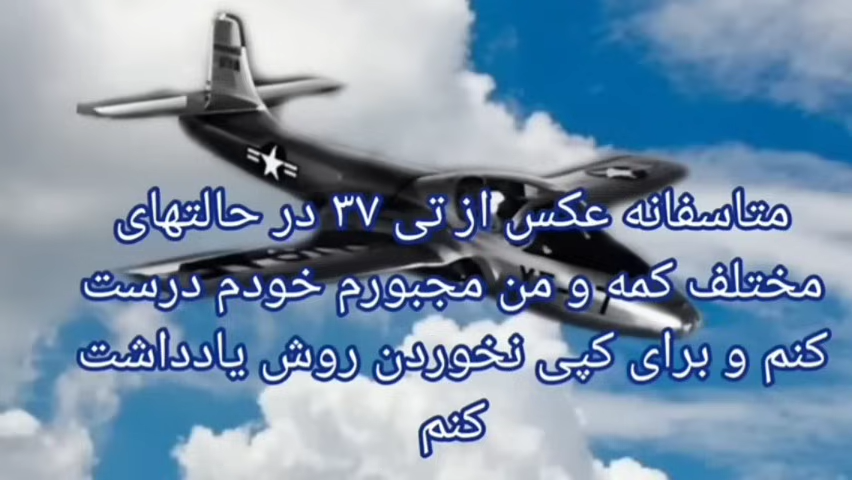 متاسفانه عکس از تی ۳۷ در حالتهای
مختلف کمه و من مجبورم خودم درست
کنم و برای کپی نخوردن روش یادداشت
کنم